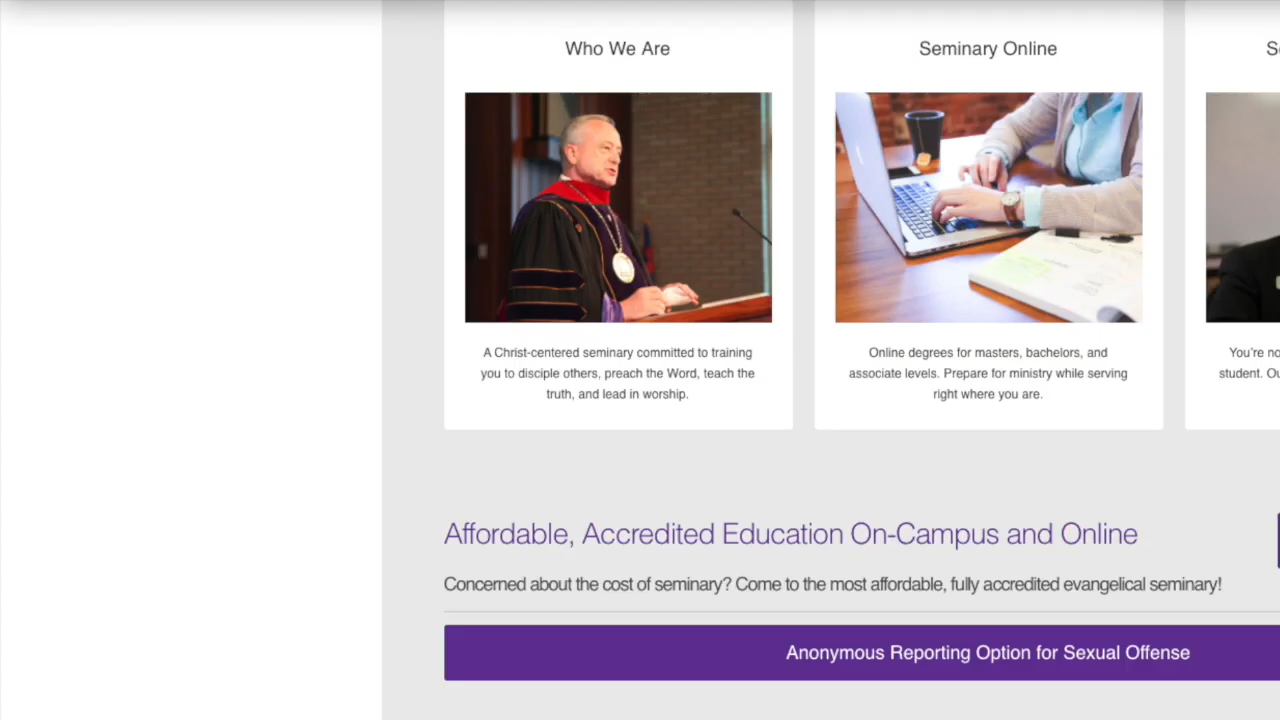 Who We Are
A Christ-centered seminary committed to training
you to disciple others, preach the Word, teach the
truth, and lead in worship.
Seminary Online
Online degrees for masters, bachelors, and
associate levels. Prepare for ministry while serving
right where you are.
You're
student.
Affordable, Accredited Education On-Campus and Online
Concerned about the cost of seminary? Come to the most affordable, fully accredited evangelical seminary!
Anonymous Reporting Option for Sexual Offense